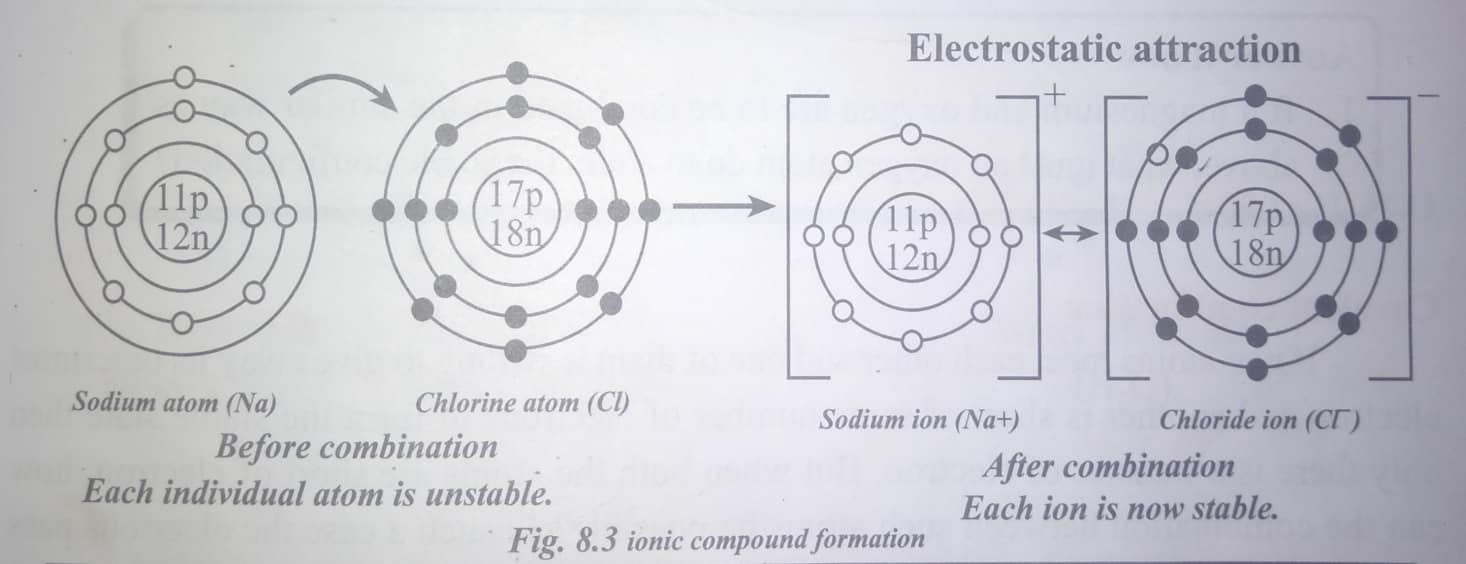 Electrostatic attraction
11p
12n
17p
18n
+
11p
12n
−
17p
18n
Sodium atom (Na)
Chlorine atom (Cl)
Before combination
Each individual atom is unstable.
Sodium ion (Na+)
Chloride ion (Cl⁻)
After combination
Each ion is now stable.
Fig. 8.3 ionic compound formation